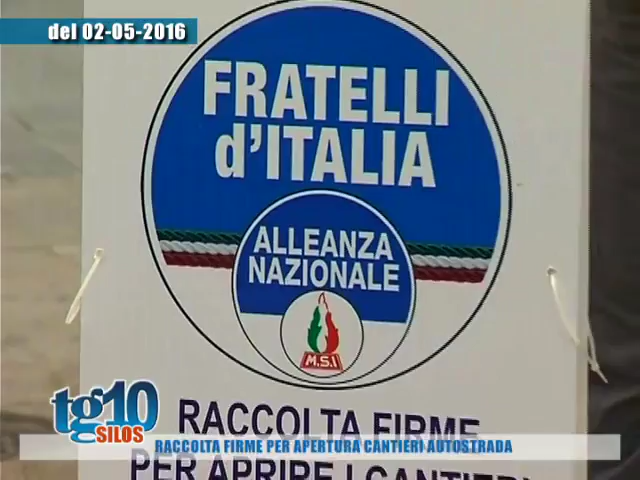 del 02-05-2016
FRATELLI
d'ITALIA
ALLEANZA
NAZIONALE
M.S.I
RACCOLTA FIRME
PER APRIRE I CANTIERI
tg10
SILOS
RACCOLTA FIRME PER APERTURA CANTIERI AUTOSTRADA